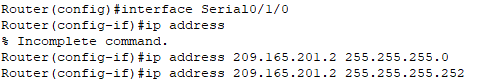 Router(config)#interface Serial0/1/0
Router(config-if)#ip address
% Incomplete command.
Router(config-if)#ip address 209.165.201.2 255.255.255.0
Router(config-if)#ip address 209.165.201.2 255.255.255.252